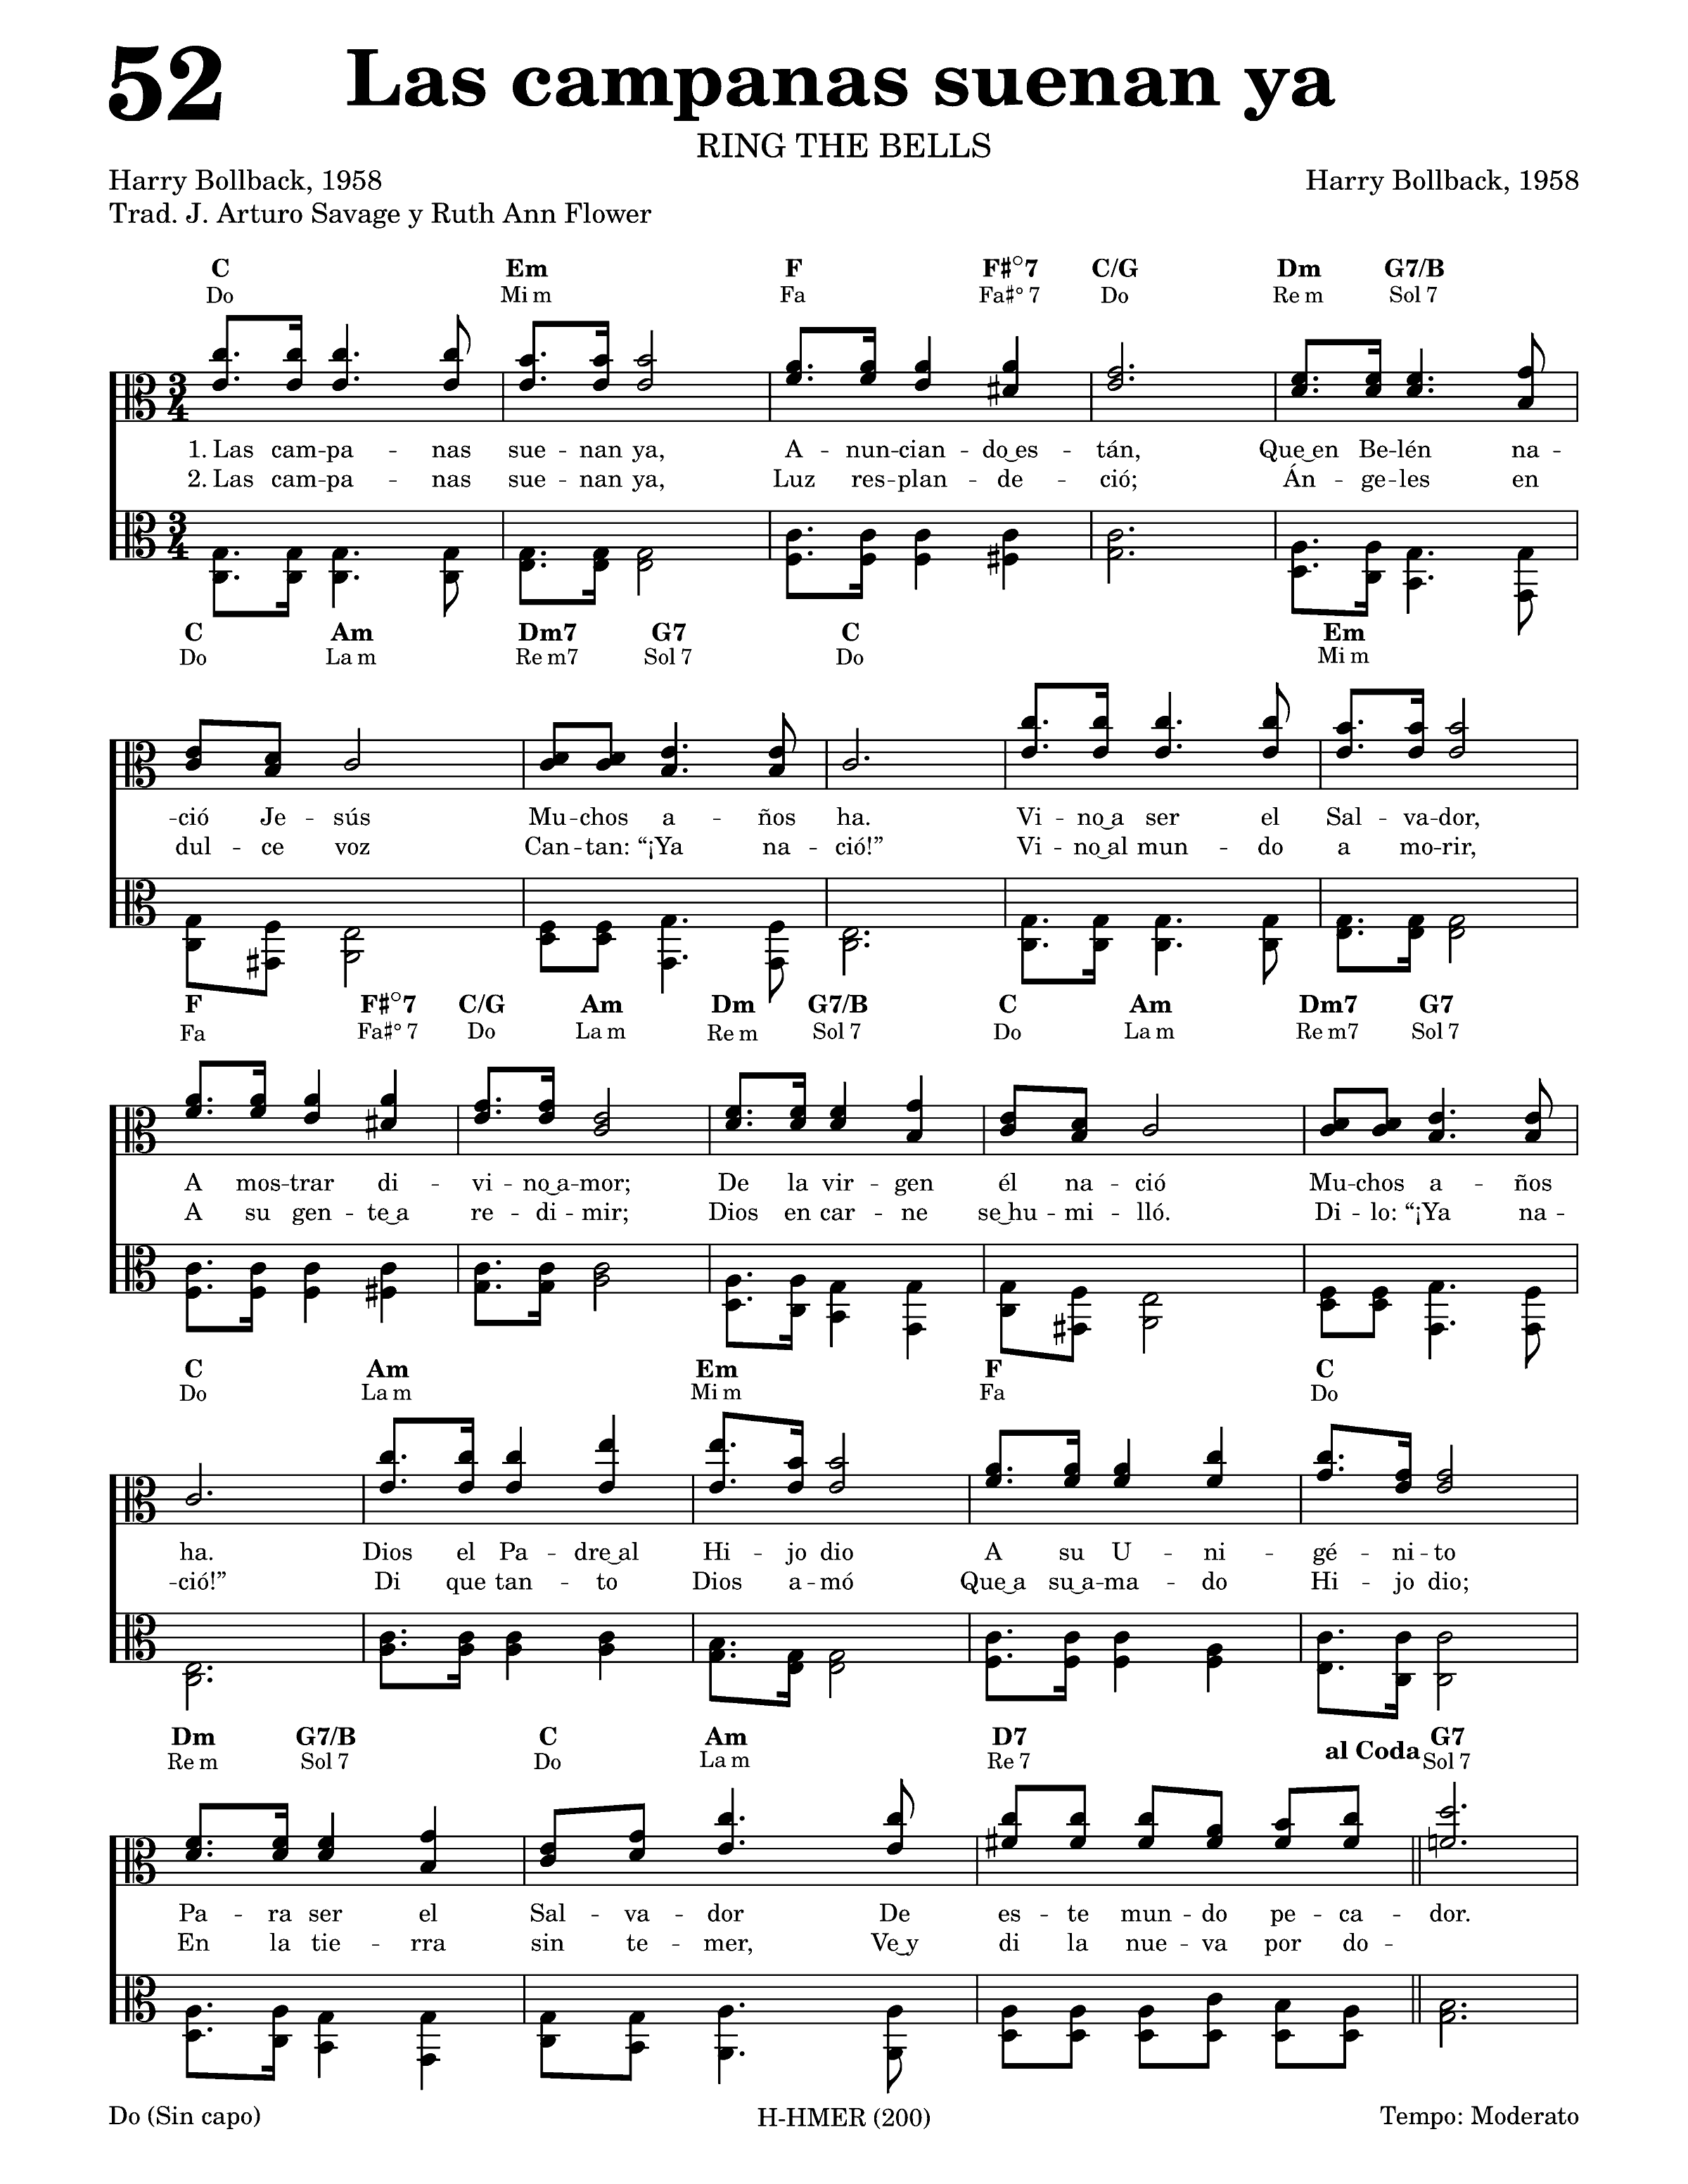 52 Las campanas suenan ya
RING THE BELLS
Harry Bollback, 1958 Harry Bollback, 1958
Trad. J. Arturo Savage y Ruth Ann Flower
C Em F F#°7 C/G Dm G7/B
Do Mi m Fa Fa♯° 7 Do Re m Sol 7
3 4
1. Las cam -- pa -- nas sue -- nan ya, A -- nun -- cian -- do‿es -- tán, Que‿en Be -- lén na --
2. Las cam -- pa -- nas sue -- nan ya, Luz res -- plan -- de -- ció; Án -- ge -- les en
3 4
C Am Dm7 G7 C Em
Do La m Re m7 Sol 7 Do Mi m
-- ció Je -- sús Mu -- chos a -- ños ha. Vi -- no‿a ser el Sal -- va -- dor,
dul -- ce voz Can -- tan: “¡Ya na -- ció!” Vi -- no‿al mun -- do a mo -- rir,
F F#°7 C/G Am Dm G7/B C Am Dm7 G7
Fa Fa♯° 7 Do La m Re m Sol 7 Do La m Re m7 Sol 7
A mos -- trar di -- vi -- no‿a -- mor; De la vir -- gen él na -- ció Mu -- chos a -- ños
A su gen -- te‿a re -- di -- mir; Dios en car -- ne se‿hu -- mi -- lló. Di -- lo: “¡Ya na --
C Am Em F C
Do La m Mi m Fa Do
ha. Dios el Pa -- dre‿al Hi -- jo dio A su U -- ni -- gé -- ni -- to
-- ció!” Di que tan -- to Dios a -- mó Que‿a su‿a -- ma -- do Hi -- jo dio;
Dm G7/B C Am D7 G7
Re m Sol 7 Do La m Re 7 al Coda Sol 7
Pa -- ra ser el Sal -- va -- dor De es -- te mun -- do pe -- ca -- dor.
En la tie -- rra sin te -- mer, Ve‿y di la nue -- va por do --
Do (Sin capo) H-HMER (200) Tempo: Moderato